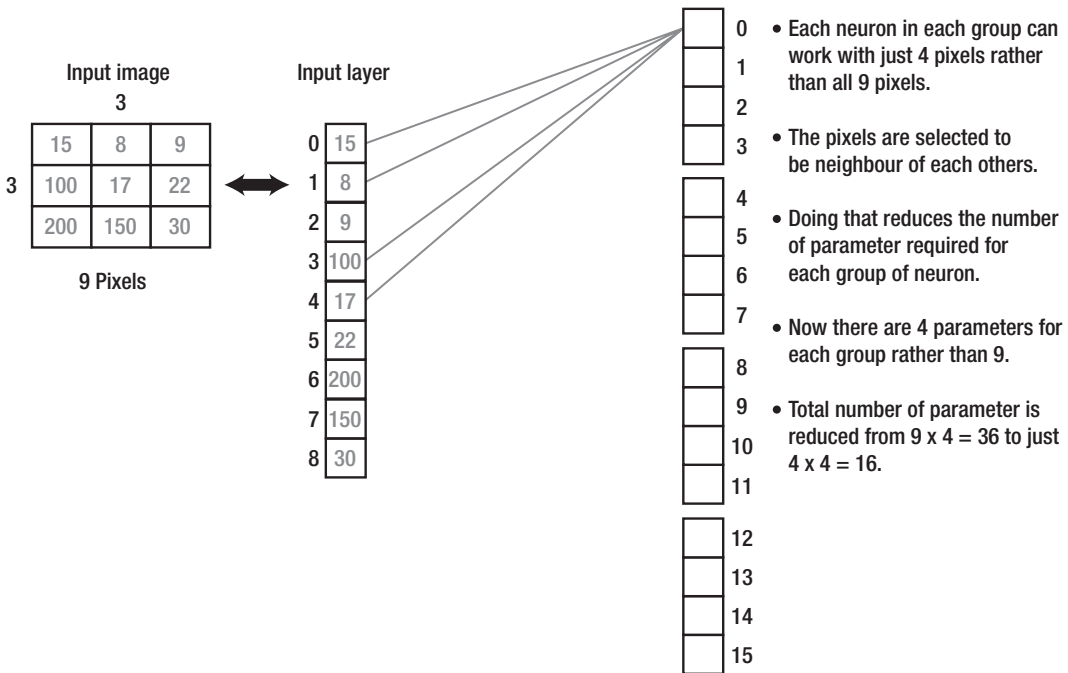 Input image
3
15 8 9
3 100 17 22
200 150 30
9 Pixels
Input layer
0 15
1 8
2 9
3 100
4 17
5 22
6 200
7 150
8 30
0
1
2
3
4
5
6
7
8
9
10
11
12
13
14
15
• Each neuron in each group can
work with just 4 pixels rather
than all 9 pixels.
• The pixels are selected to
be neighbour of each others.
• Doing that reduces the number
of parameter required for
each group of neuron.
• Now there are 4 parameters for
each group rather than 9.
• Total number of parameter is
reduced from 9 x 4 = 36 to just
4 x 4 = 16.